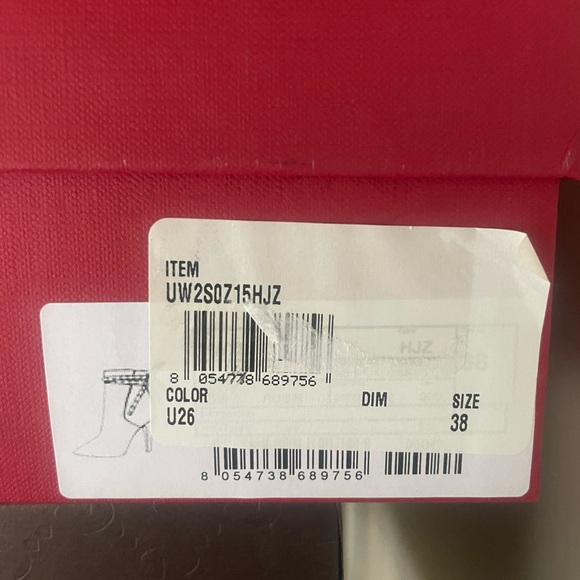 ITEM
UW2S0Z15HJZ
8 054738 689756
COLOR DIM SIZE
U26 38
8 054738 689756